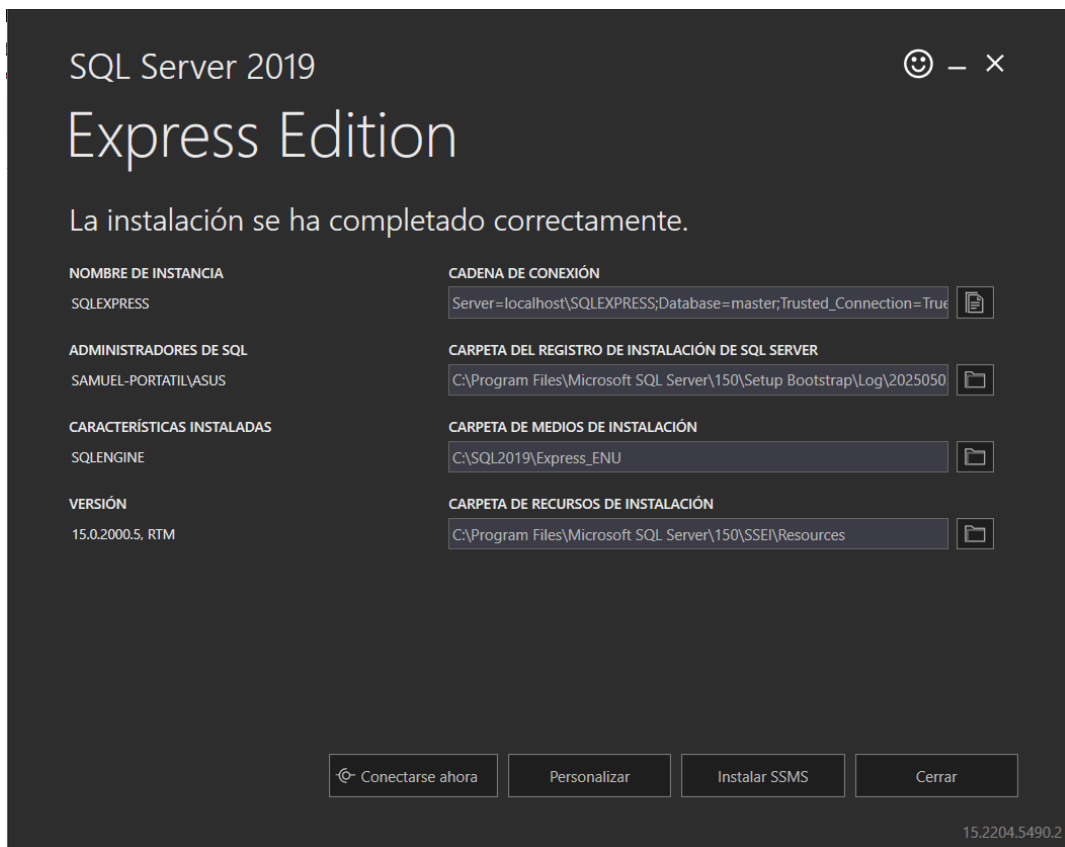 SQL Server 2019
Express Edition
La instalación se ha completado correctamente.
NOMBRE DE INSTANCIA
SQLEXPRESS
CADENA DE CONEXIÓN
Server=localhost\SQLEXPRESS;Database=master;Trusted_Connection=True
ADMINISTRADORES DE SQL
SAMUEL-PORTATIL\ASUS
CARPETA DEL REGISTRO DE INSTALACIÓN DE SQL SERVER
C:\Program Files\Microsoft SQL Server\150\Setup Bootstrap\Log\2025050
CARACTERÍSTICAS INSTALADAS
SQLENGINE
CARPETA DE MEDIOS DE INSTALACIÓN
C:\SQL2019\Express_ENU
VERSIÓN
15.0.2000.5, RTM
CARPETA DE RECURSOS DE INSTALACIÓN
C:\Program Files\Microsoft SQL Server\150\SSEI\Resources
Conectarse ahora
Personalizar
Instalar SSMS
Cerrar
15.2204.5490.2